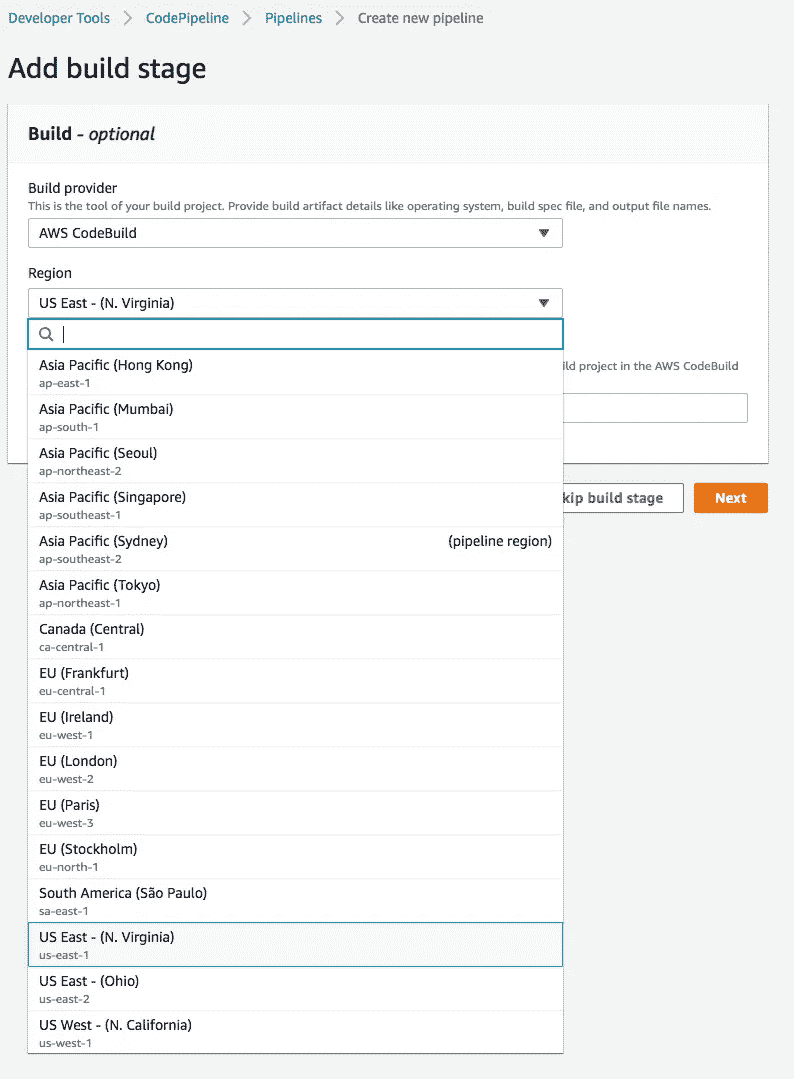 Developer Tools > CodePipeline > Pipelines > Create new pipeline
Add build stage
Build - optional
Build provider
This is the tool of your build project. Provide build artifact details like operating system, build spec file, and output file names.
AWS CodeBuild
Region
US East - (N. Virginia)
Asia Pacific (Hong Kong)
ap-east-1
project in the AWS CodeBuild
Asia Pacific (Mumbai)
ap-south-1
Asia Pacific (Seoul)
ap-northeast-2
Asia Pacific (Singapore)
ap-southeast-1
build stage
Next
Asia Pacific (Sydney) (pipeline region)
ap-southeast-2
Asia Pacific (Tokyo)
ap-northeast-1
Canada (Central)
ca-central-1
EU (Frankfurt)
eu-central-1
EU (Ireland)
eu-west-1
EU (London)
eu-west-2
EU (Paris)
eu-west-3
EU (Stockholm)
eu-north-1
South America (São Paulo)
sa-east-1
US East - (N. Virginia)
us-east-1
US East - (Ohio)
us-east-2
US West - (N. California)
us-west-1